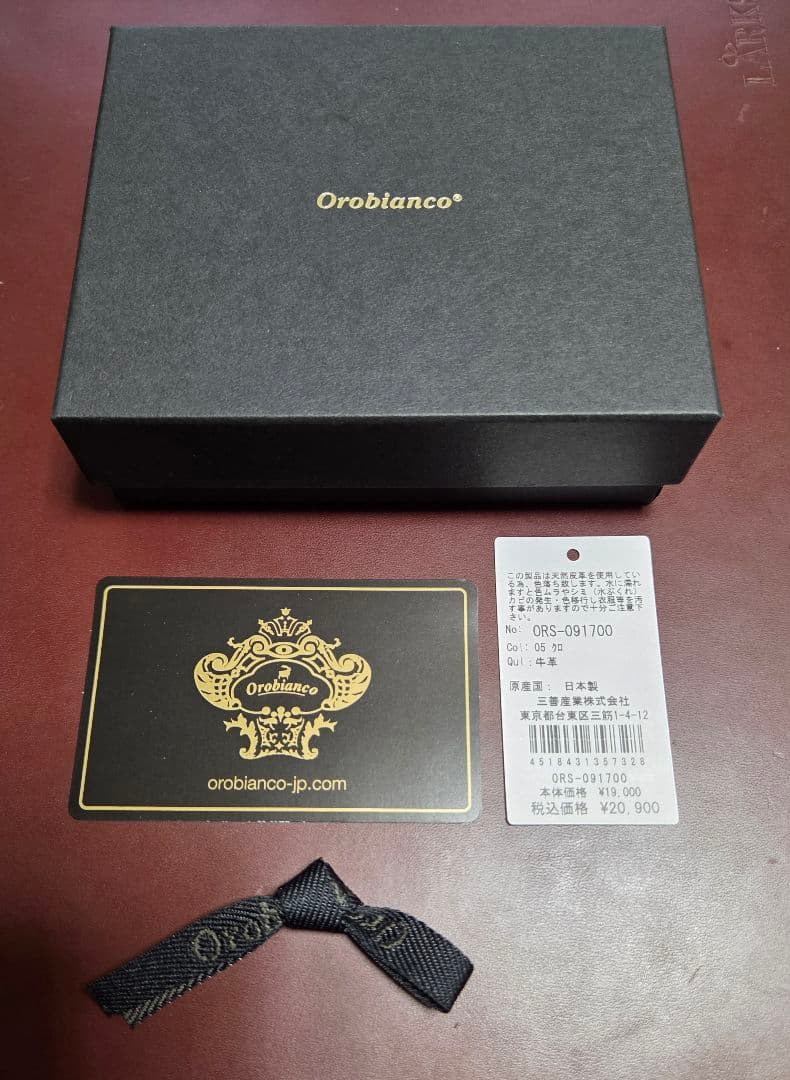 LARKS
Orobianco®
Orobianco
orobianco-jp.com
この製品は天然皮革を使用してい
る為、色落ち致します。水に濡れ
ますと色ムラやシミ（水ぶくれ）
カビの発生・色移行し衣服等を汚
す事がありますので十分ご注意下
さい。
No: ORS-091700
Col: 05 クロ
Qul: 牛革
原産国： 日本製
三善産業株式会社
東京都台東区三筋1-4-12
4518431357328
ORS-091700
本体価格 ¥19,000
税込価格 ¥20,900
Orob